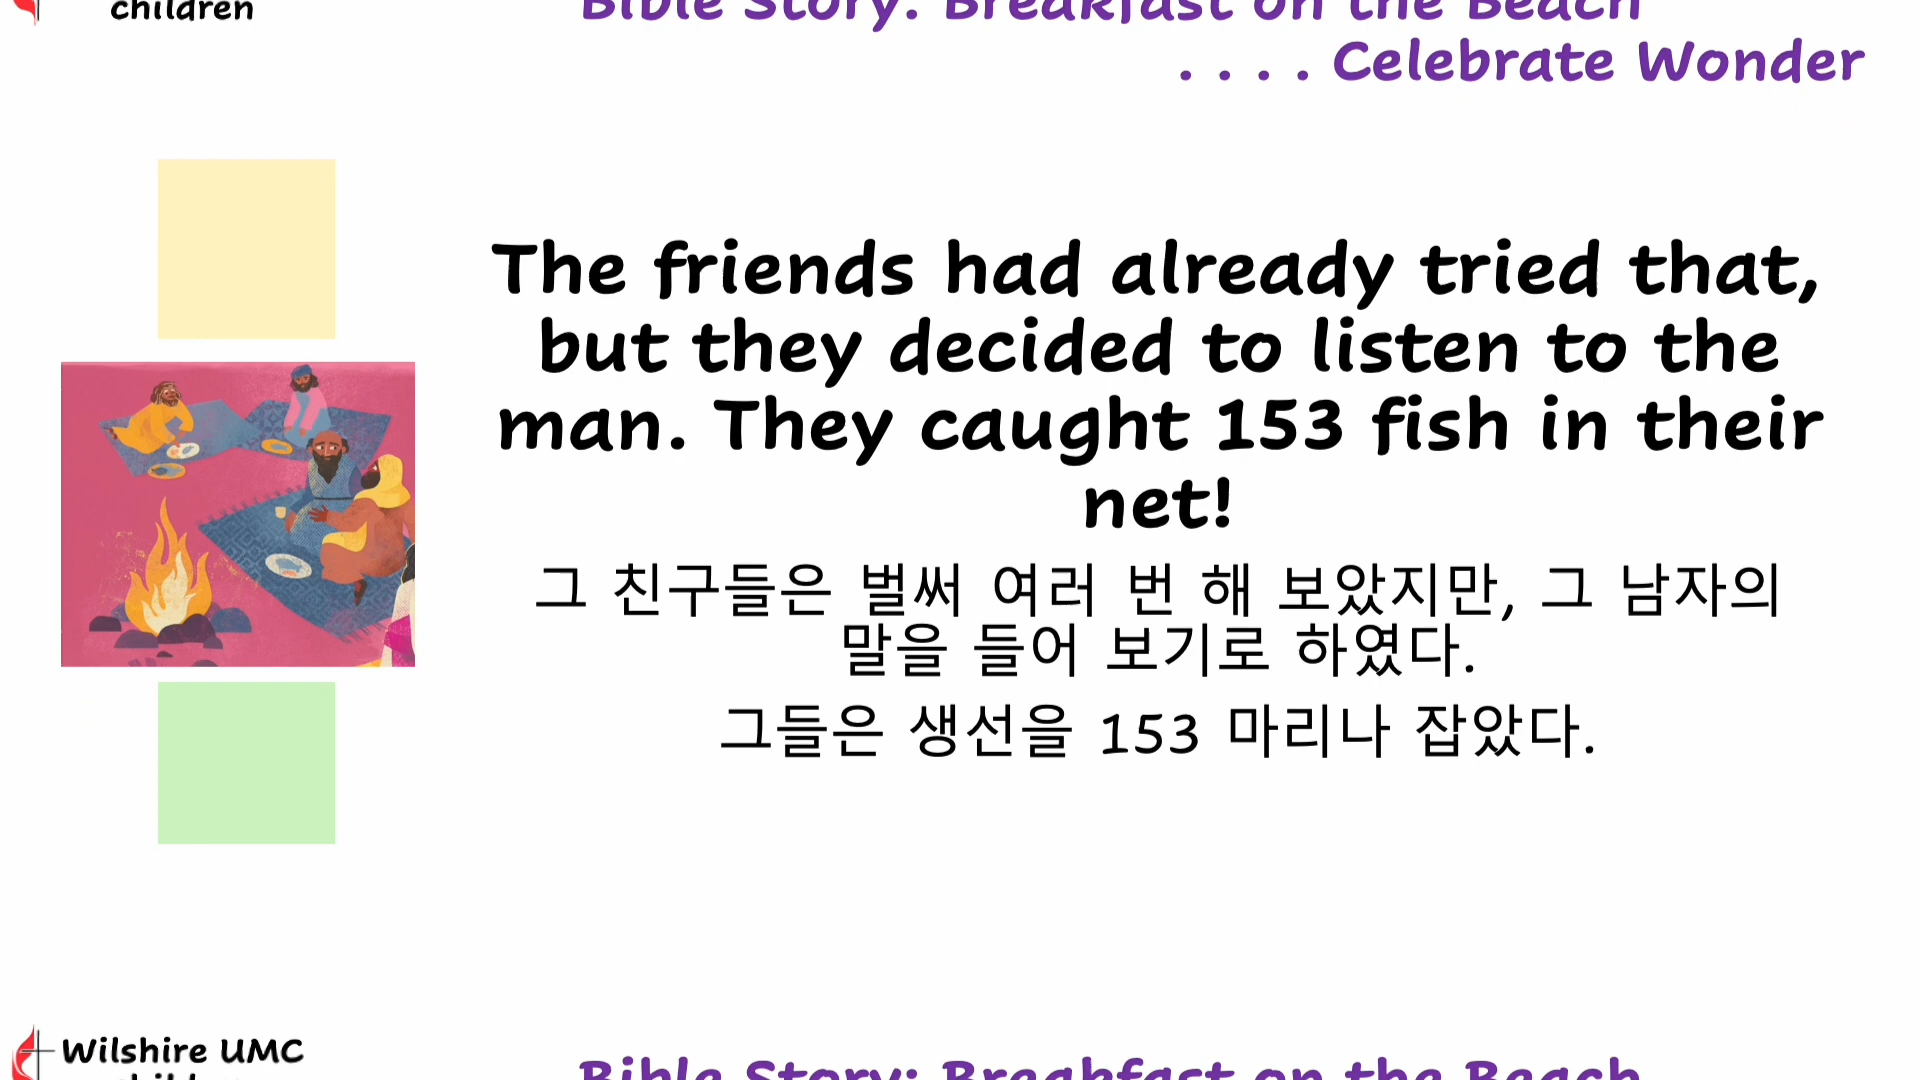 children
Bible Story: Breakfast on the Beach
. . . . Celebrate Wonder
The friends had already tried that,
but they decided to listen to the
man. They caught 153 fish in their
net!
그 친구들은 벌써 여러 번 해 보았지만, 그 남자의
말을 들어 보기로 하였다.
그들은 생선을 153 마리나 잡았다.
Wilshire UMC
children
Bible Story: Breakfast on the Beach